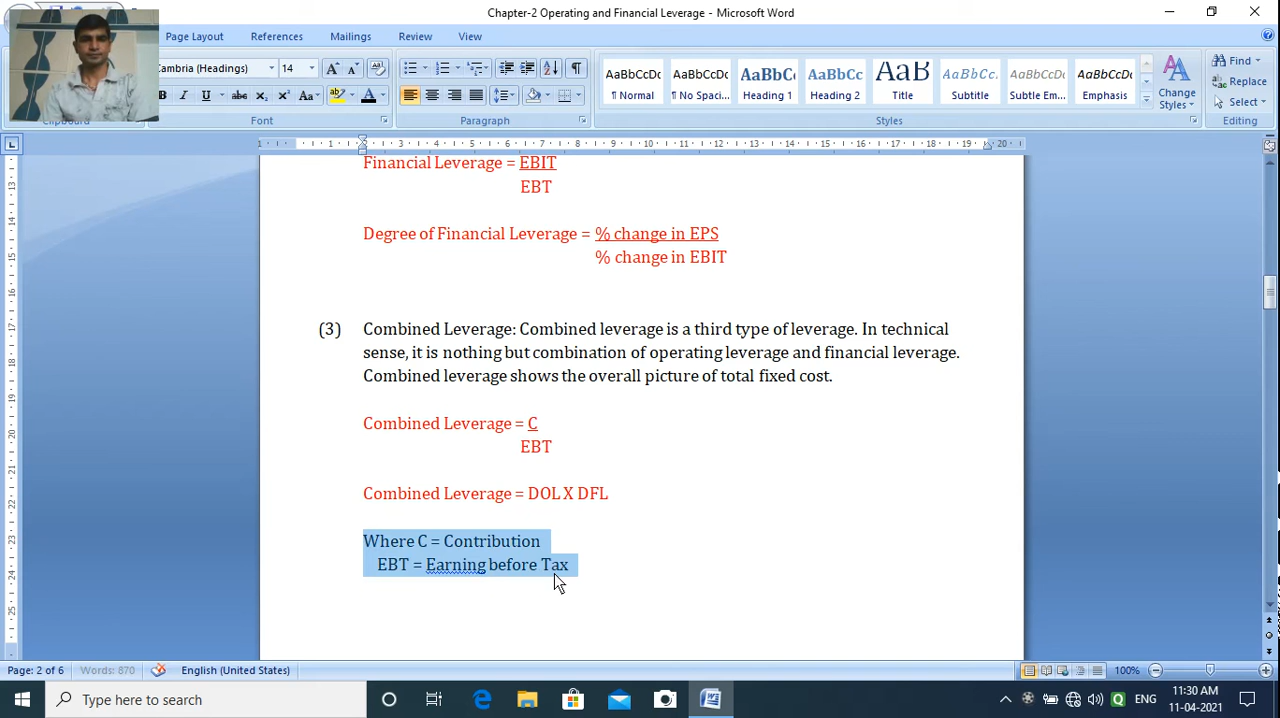 Chapter-2 Operating and Financial Leverage - Microsoft Word
Page Layout References Mailings Review View
Cambria (Headings) 14
AaBbCcDc AaBbCcDc AaBbCc AaBbCc AaB AaBbCc. AaBbCcDc AaBbCcDc
¶ Normal ¶ No Spaci... Heading 1 Heading 2 Title Subtitle Subtle Em... Emphasis
Change Styles
Find
Replace
Select
Clipboard Font Paragraph Styles Editing
Financial Leverage = EBIT
EBT
Degree of Financial Leverage = % change in EPS
% change in EBIT
(3) Combined Leverage: Combined leverage is a third type of leverage. In technical
sense, it is nothing but combination of operating leverage and financial leverage.
Combined leverage shows the overall picture of total fixed cost.
Combined Leverage = C
EBT
Combined Leverage = DOL X DFL
Where C = Contribution
EBT = Earning before Tax
Page: 2 of 6 Words: 870 English (United States) 100%
Type here to search
ENG
11:30 AM
11-04-2021